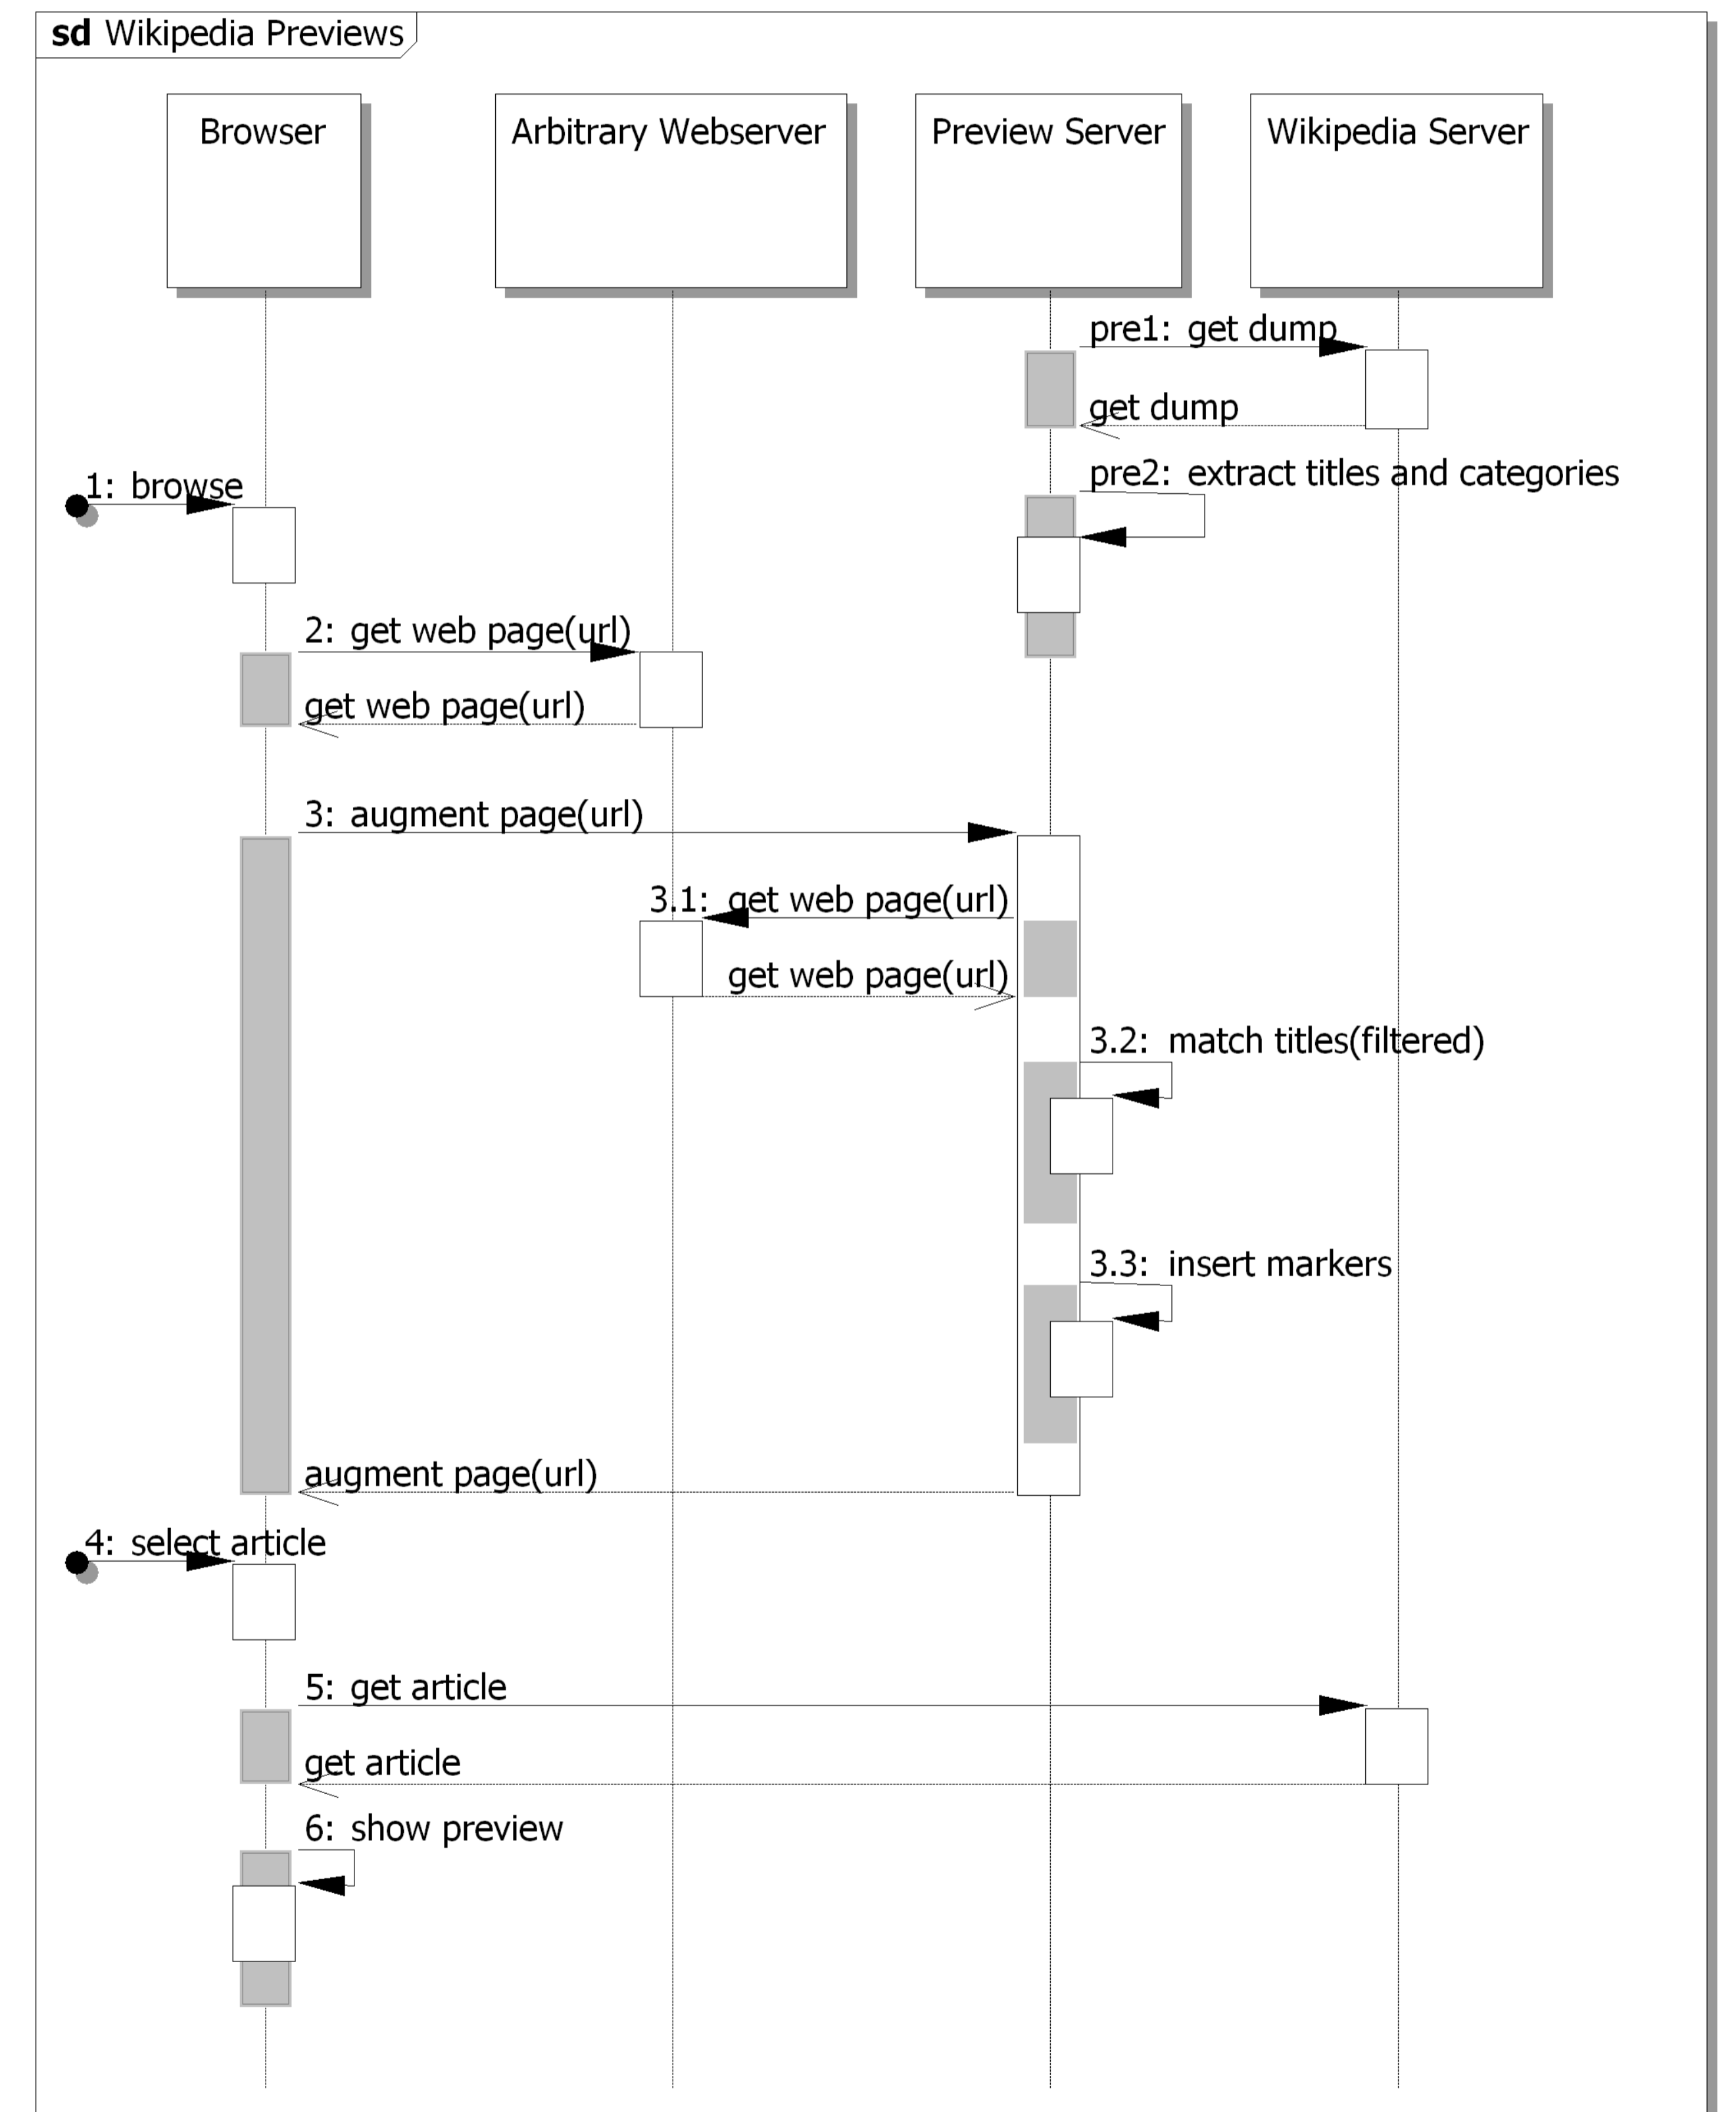 sd Wikipedia Previews
Browser
Arbitrary Webserver
Preview Server
Wikipedia Server
pre1: get dump
get dump
pre2: extract titles and categories
1: browse
2: get web page(url)
get web page(url)
3: augment page(url)
3.1: get web page(url)
get web page(url)
3.2: match titles(filtered)
3.3: insert markers
augment page(url)
4: select article
5: get article
get article
6: show preview